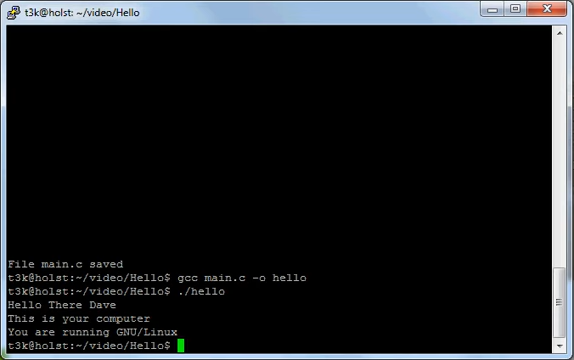 t3k@holst: ~/video/Hello
File main.c saved
t3k@holst:~/video/Hello$ gcc main.c -o hello
t3k@holst:~/video/Hello$ ./hello
Hello There Dave
This is your computer
You are running GNU/Linux
t3k@holst:~/video/Hello$